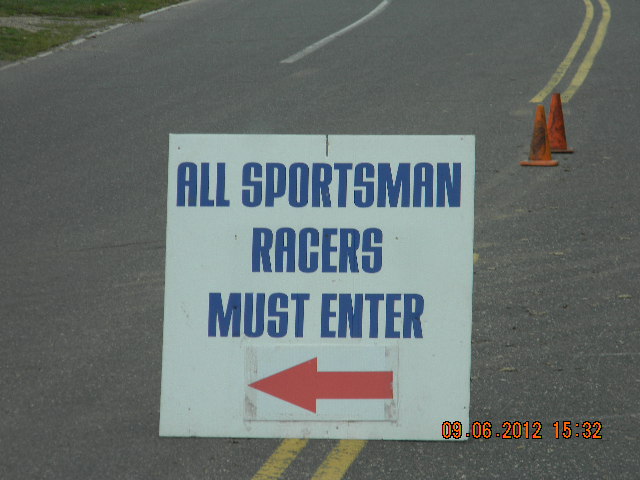 ALL SPORTSMAN
RACERS
MUST ENTER
09.06.2012 15:32